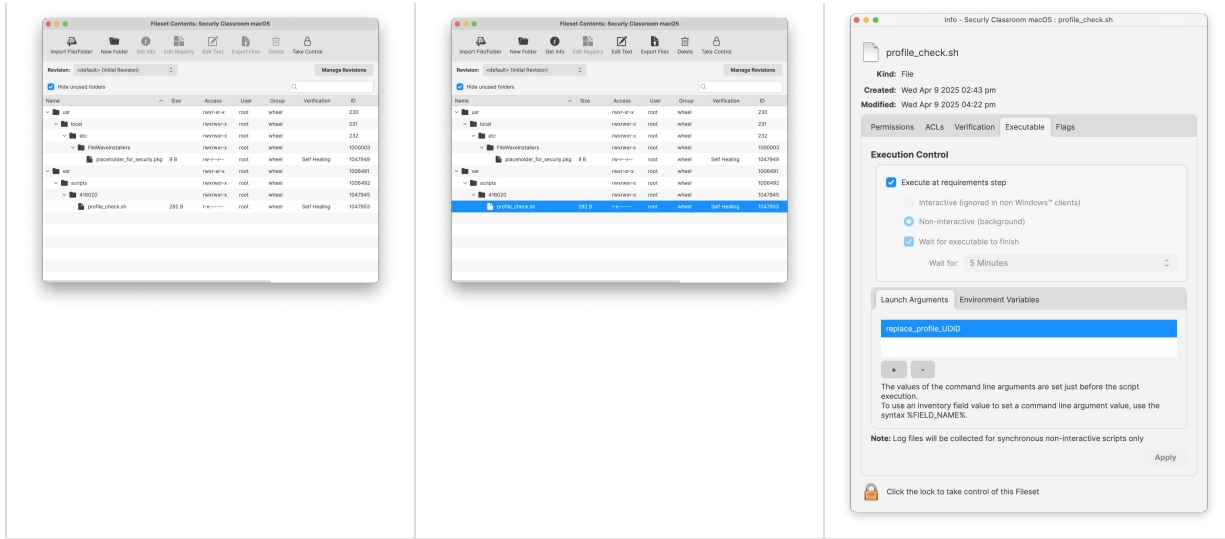 Fileset Contents: Securly Classroom macOS
Import File/Folder New Folder Get Info Edit Registry Edit Text Export Files Delete Take Control
Revision: <default> (Initial Revision) Manage Revisions
Hide unused folders
Name Size Access User Group Verification ID
usr rwxr-xr-x root wheel 230
local rwxrwxr-x root wheel 231
etc rwxrwxr-x root wheel 232
FileWaveInstallers rwxrwxr-x root wheel 1000003
placeholder_for_securly.pkg 9 B rw-r--r-- root wheel Self Healing 1047949
var rwxr-xr-x root wheel 1006491
scripts rwxrwxr-x root wheel 1006492
416020 rwxrwxr-x root wheel 1047945
profile_check.sh 282 B r-x------ root wheel Self Healing 1047953
Fileset Contents: Securly Classroom macOS
Import File/Folder New Folder Get Info Edit Registry Edit Text Export Files Delete Take Control
Revision: <default> (Initial Revision) Manage Revisions
Hide unused folders
Name Size Access User Group Verification ID
usr rwxr-xr-x root wheel 230
local rwxrwxr-x root wheel 231
etc rwxrwxr-x root wheel 232
FileWaveInstallers rwxrwxr-x root wheel 1000003
placeholder_for_securly.pkg 9 B rw-r--r-- root wheel Self Healing 1047949
var rwxr-xr-x root wheel 1006491
scripts rwxrwxr-x root wheel 1006492
416020 rwxrwxr-x root wheel 1047945
profile_check.sh 282 B r-x------ root wheel Self Healing 1047953
Info - Securly Classroom macOS : profile_check.sh
profile_check.sh
Kind: File
Created: Wed Apr 9 2025 02:43 pm
Modified: Wed Apr 9 2025 04:22 pm
Permissions ACLs Verification Executable Flags
Execution Control
Execute at requirements step
Interactive (ignored in non Windows™ clients)
Non-interactive (background)
Wait for executable to finish
Wait for: 5 Minutes
Launch Arguments Environment Variables
replace_profile_UDID
+ -
The values of the command line arguments are set just before the script
execution.
To use an inventory field value to set a command line argument value, use the
syntax %FIELD_NAME%.
Note: Log files will be collected for synchronous non-interactive scripts only
Apply
Click the lock to take control of this Fileset